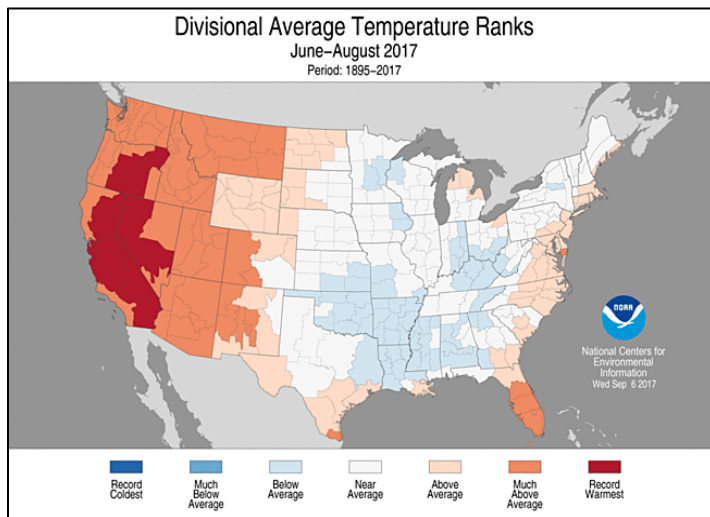 Divisional Average Temperature Ranks
June–August 2017
Period: 1895–2017
NOAA
National Centers for
Environmental
Information
Wed Sep 6 2017
Record
Coldest
Much
Below
Average
Below
Average
Near
Average
Above
Average
Much
Above
Average
Record
Warmest